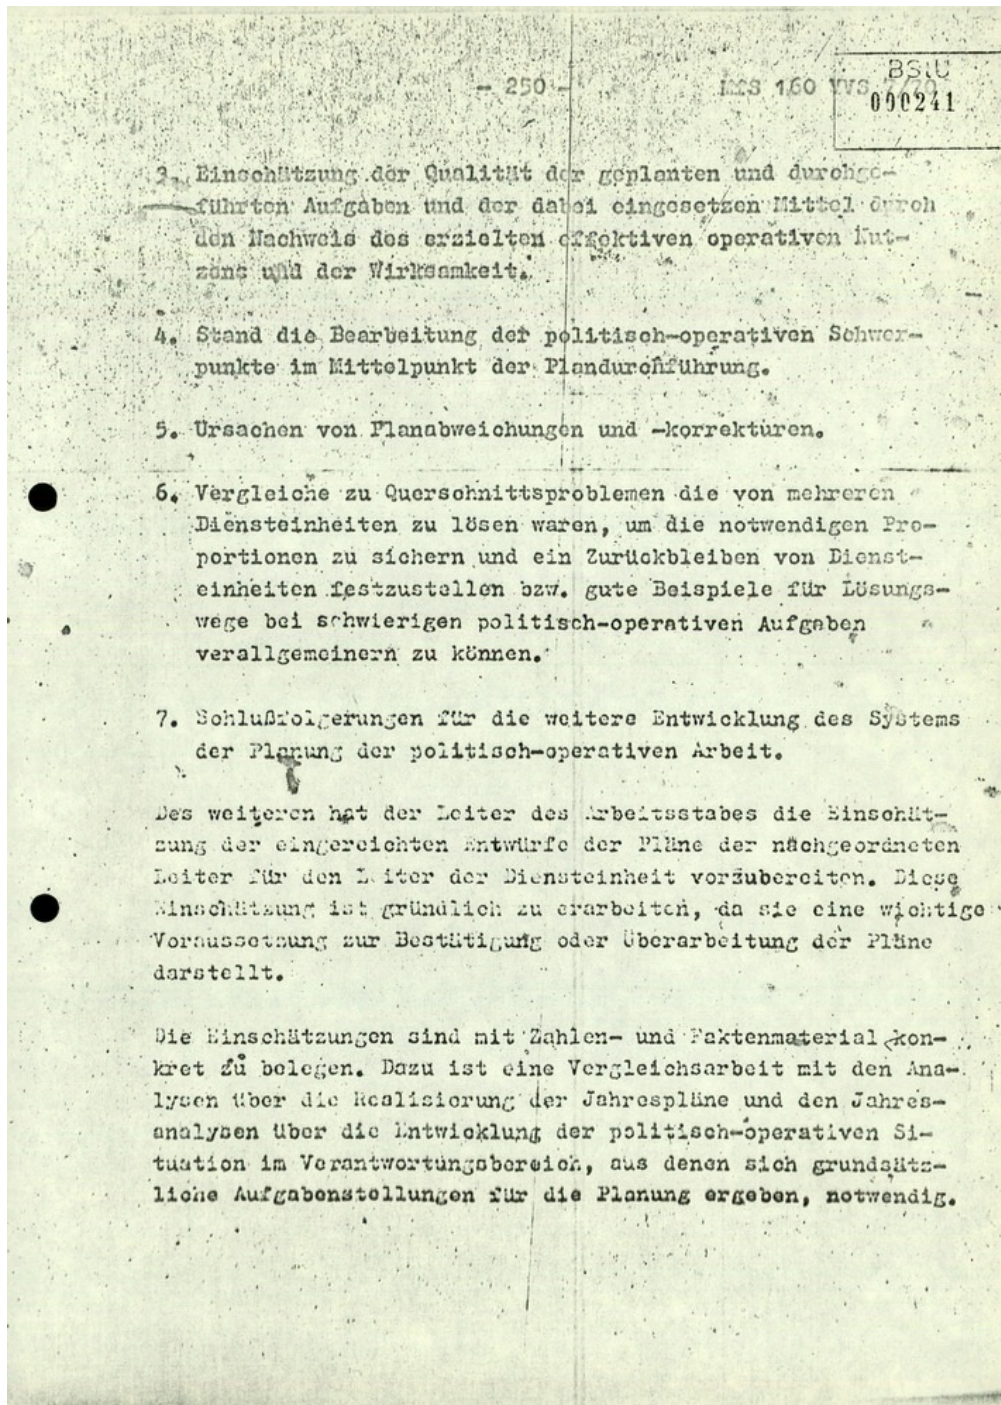 - 250 -
MfS 160 VVS 7/70
BStU
000241
3. Einschätzung der Qualität der geplanten und durchge-
führten Aufgaben und der dabei eingesetzen Mittel durch
den Nachweis des erzielten effektiven operativen Nut-
zens und der Wirksamkeit.
4. Stand die Bearbeitung der politisch-operativen Schwer-
punkte im Mittelpunkt der Plandurchführung.
5. Ursachen von Planabweichungen und -korrekturen.
6. Vergleiche zu Querschnittsproblemen die von mehreren
Diensteinheiten zu lösen waren, um die notwendigen Pro-
portionen zu sichern und ein Zurückbleiben von Dienst-
einheiten festzustellen bzw. gute Beispiele für Lösungs-
wege bei schwierigen politisch-operativen Aufgaben
verallgemeinern zu können.
7. Schlußfolgerungen für die weitere Entwicklung des Systems
der Planung der politisch-operativen Arbeit.
Des weiteren hat der Leiter des Arbeitsstabes die Einschät-
zung der eingereichten Entwürfe der Pläne der nachgeordneten
Leiter für den Leiter der Diensteinheit vorzubereiten. Diese
Einschätzung ist gründlich zu erarbeiten, da sie eine wichtige
Voraussetzung zur Bestätigung oder Überarbeitung der Pläne
darstellt.
Die Einschätzungen sind mit Zahlen- und Faktenmaterial kon-
kret zu belegen. Dazu ist eine Vergleichsarbeit mit den Ana-
lysen über die Realisierung der Jahrespläne und den Jahres-
analysen über die Entwicklung der politisch-operativen Si-
tuation im Verantwortungsbereich, aus denen sich grundsätz-
liche Aufgabenstellungen für die Planung ergeben, notwendig.